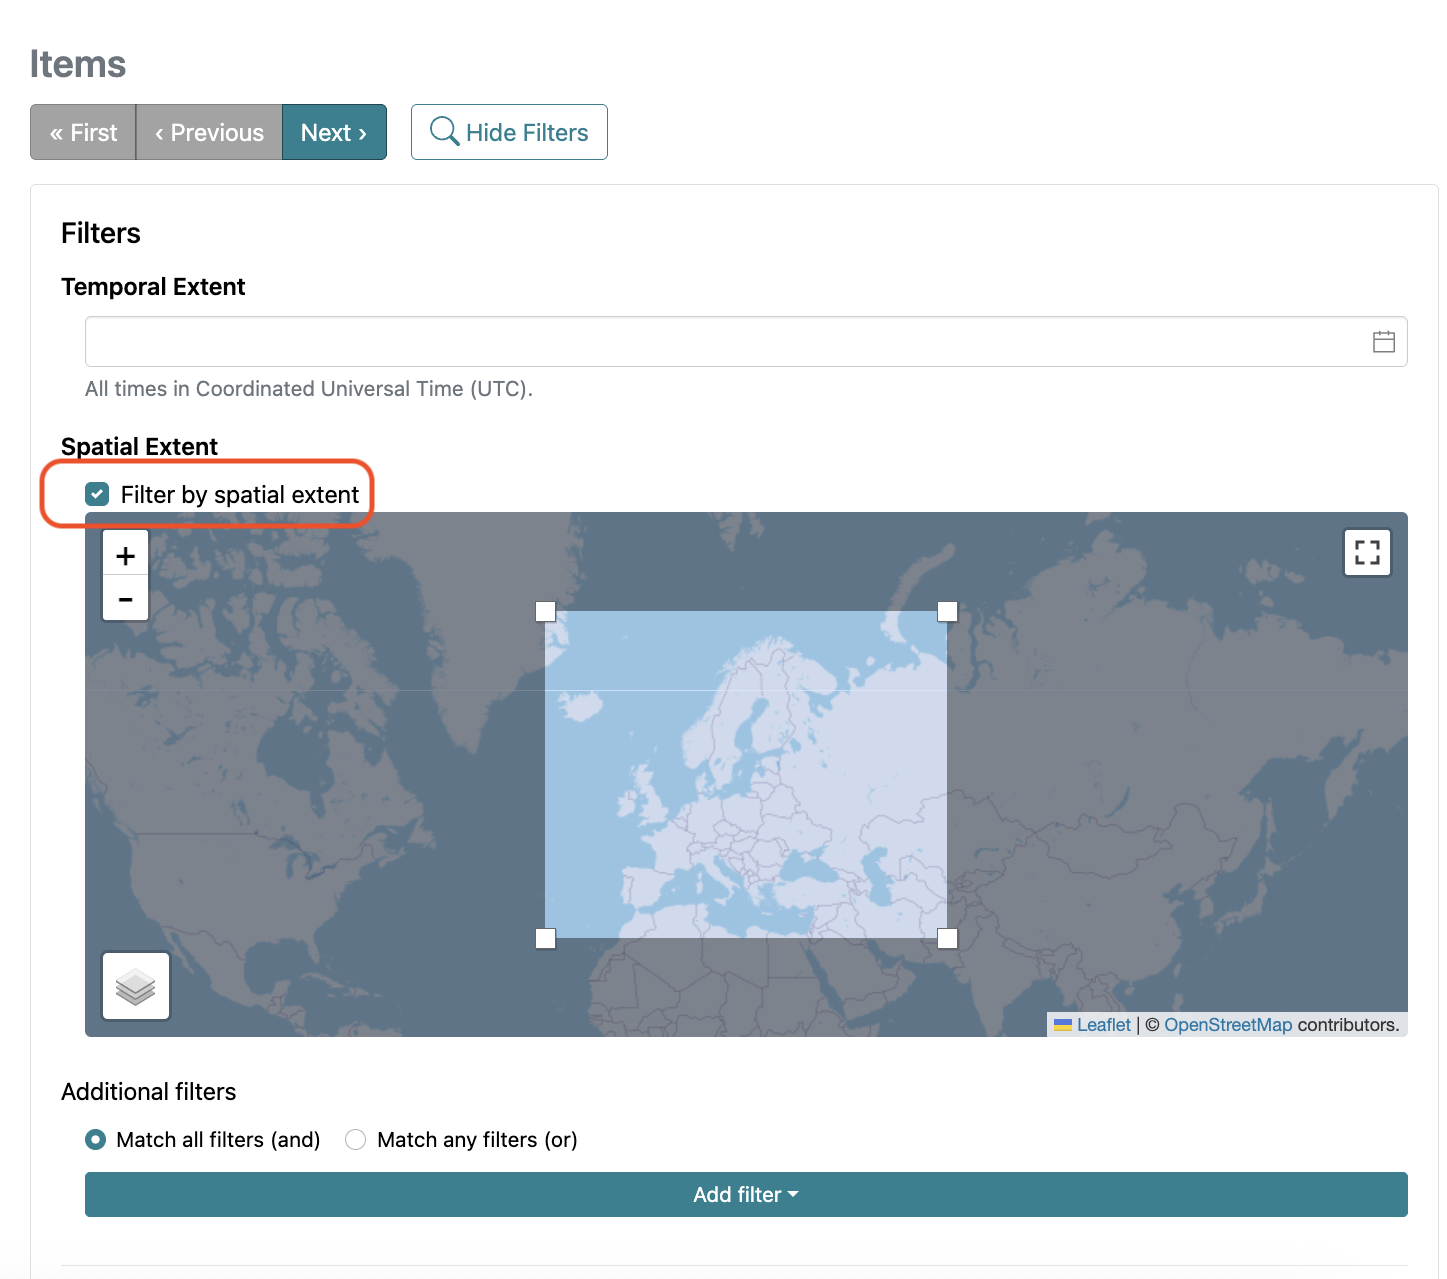 Items
« First ‹ Previous Next › Hide Filters
Filters
Temporal Extent
All times in Coordinated Universal Time (UTC).
Spatial Extent
Filter by spatial extent
+
-
Leaflet | © OpenStreetMap contributors.
Additional filters
Match all filters (and) Match any filters (or)
Add filter